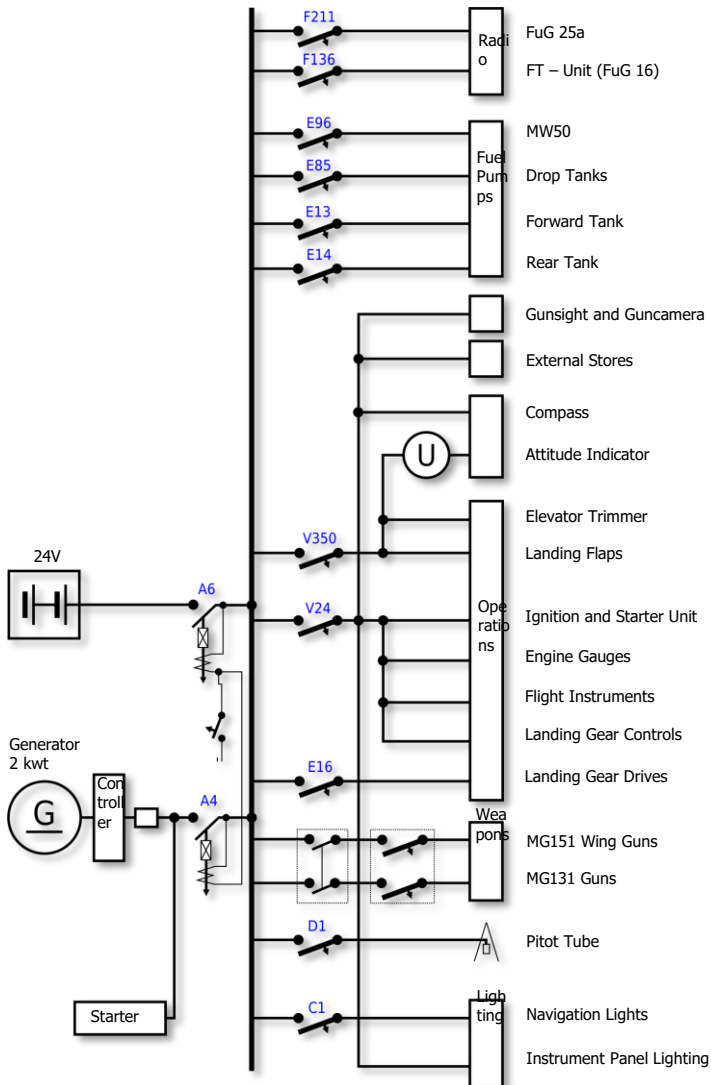 F211
Radi
o
FuG 25a
F136
FT – Unit (FuG 16)
E96
MW50
Fuel
Pum
ps
E85
Drop Tanks
E13
Forward Tank
E14
Rear Tank
Gunsight and Guncamera
External Stores
Compass
U
Attitude Indicator
Elevator Trimmer
V350
Landing Flaps
24V
A6
V24
Ope
ratio
ns
Ignition and Starter Unit
Engine Gauges
Flight Instruments
Landing Gear Controls
Generator
2 kwt
G
Con
troll
er
A4
E16
Landing Gear Drives
Wea
pons
MG151 Wing Guns
MG131 Guns
D1
Pitot Tube
Starter
C1
Ligh
ting
Navigation Lights
Instrument Panel Lighting